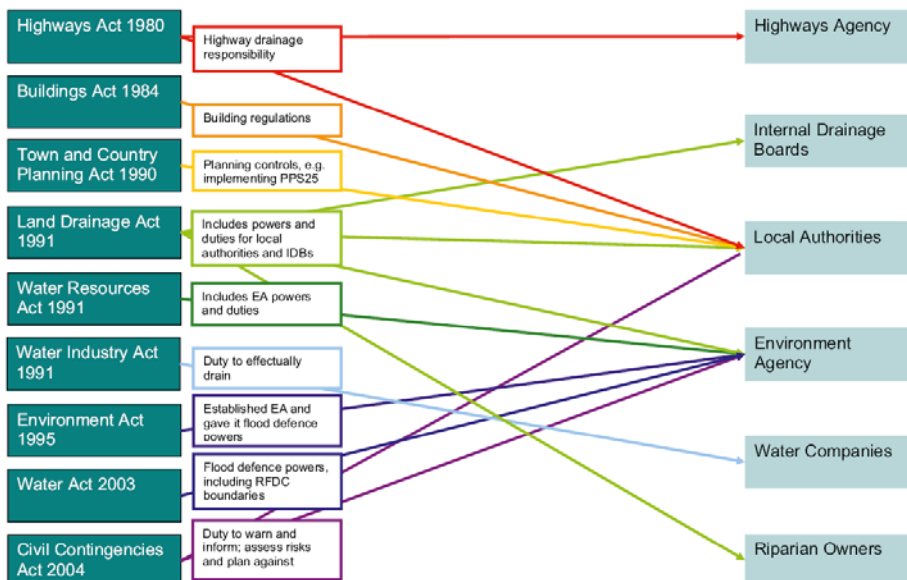 Highways Act 1980
Buildings Act 1984
Town and Country
Planning Act 1990
Land Drainage Act
1991
Water Resources
Act 1991
Water Industry Act
1991
Environment Act
1995
Water Act 2003
Civil Contingencies
Act 2004
Highway drainage
responsibility
Building regulations
Planning controls, e.g.
implementing PPS25
Includes powers and
duties for local
authorities and IDBs
Includes EA powers
and duties
Duty to effectually
drain
Established EA and
gave it flood defence
powers
Flood defence powers,
including RFDC
boundaries
Duty to warn and
inform; assess risks
and plan against
Highways Agency
Internal Drainage
Boards
Local Authorities
Environment
Agency
Water Companies
Riparian Owners